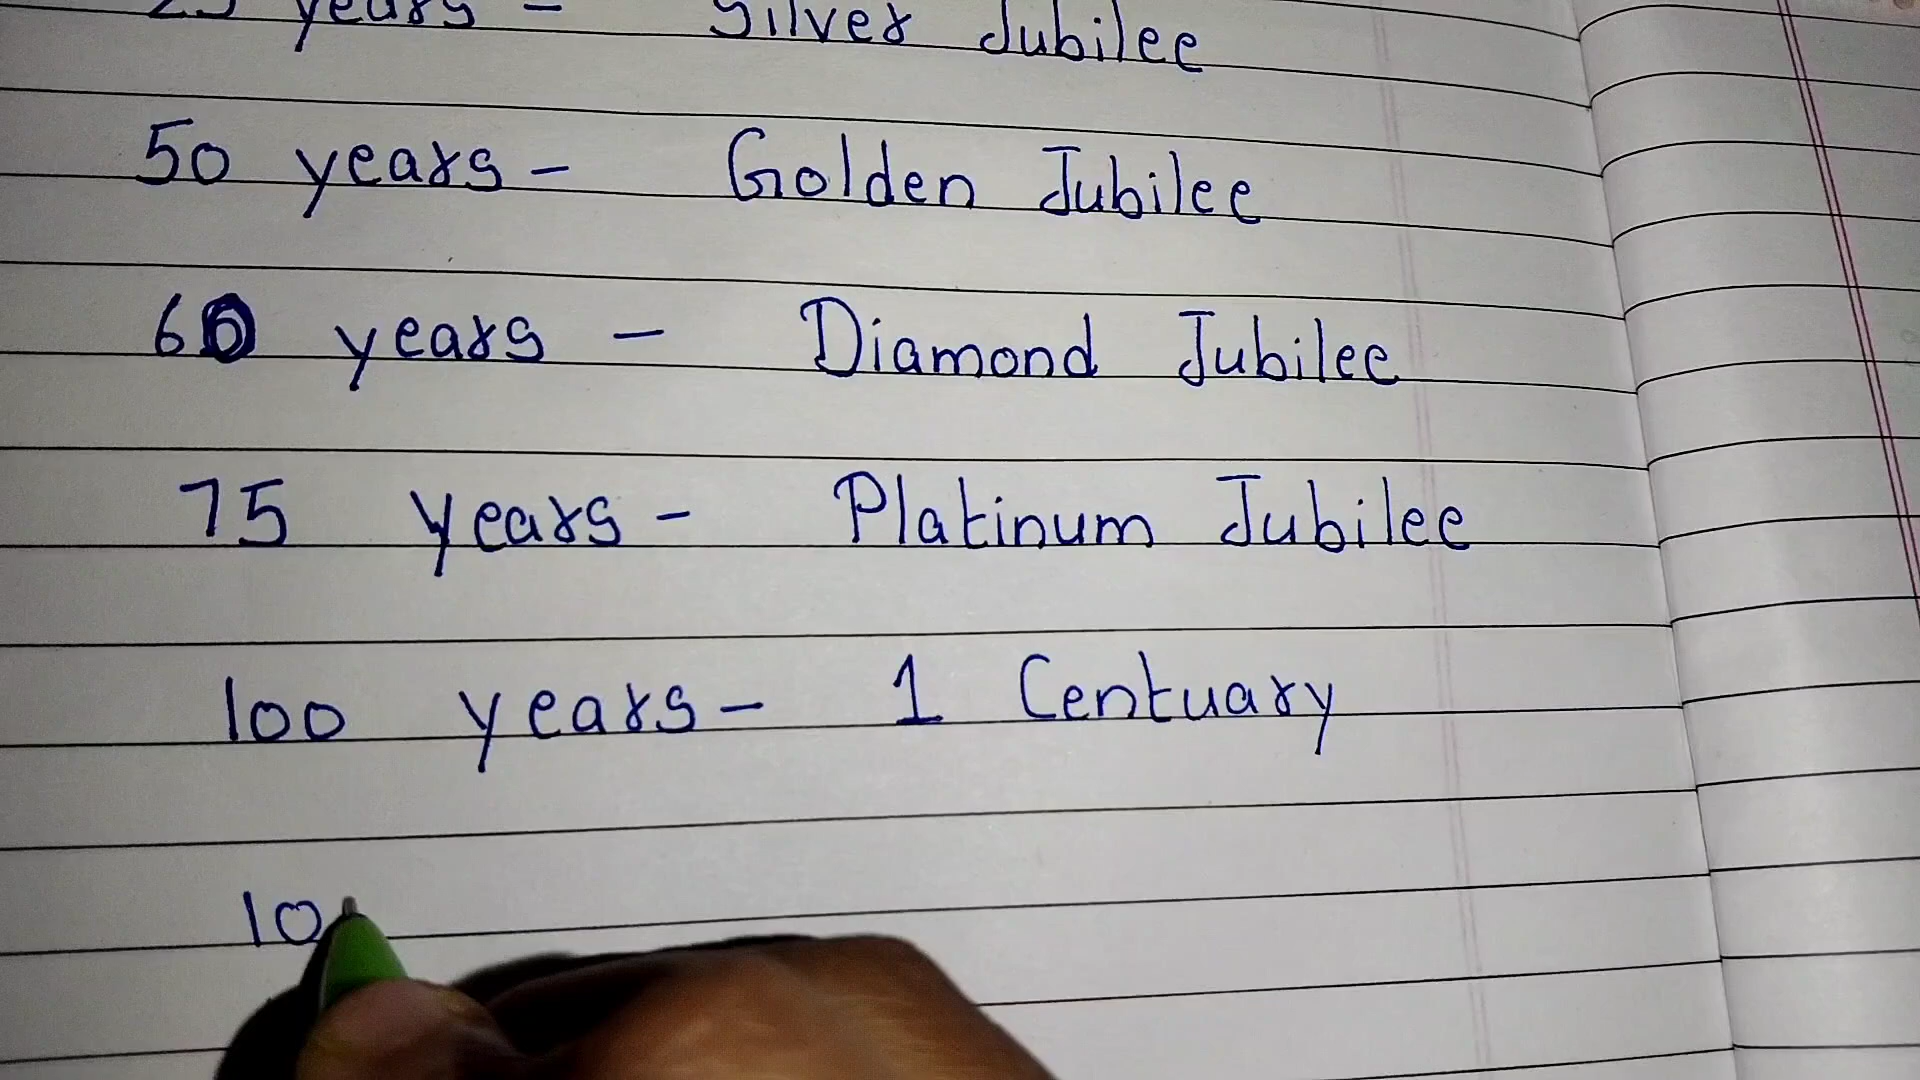 25 years - Silver Jubilee
50 years - Golden Jubilee
60 years - Diamond Jubilee
75 years - Platinum Jubilee
100 years - 1 Centuary
10